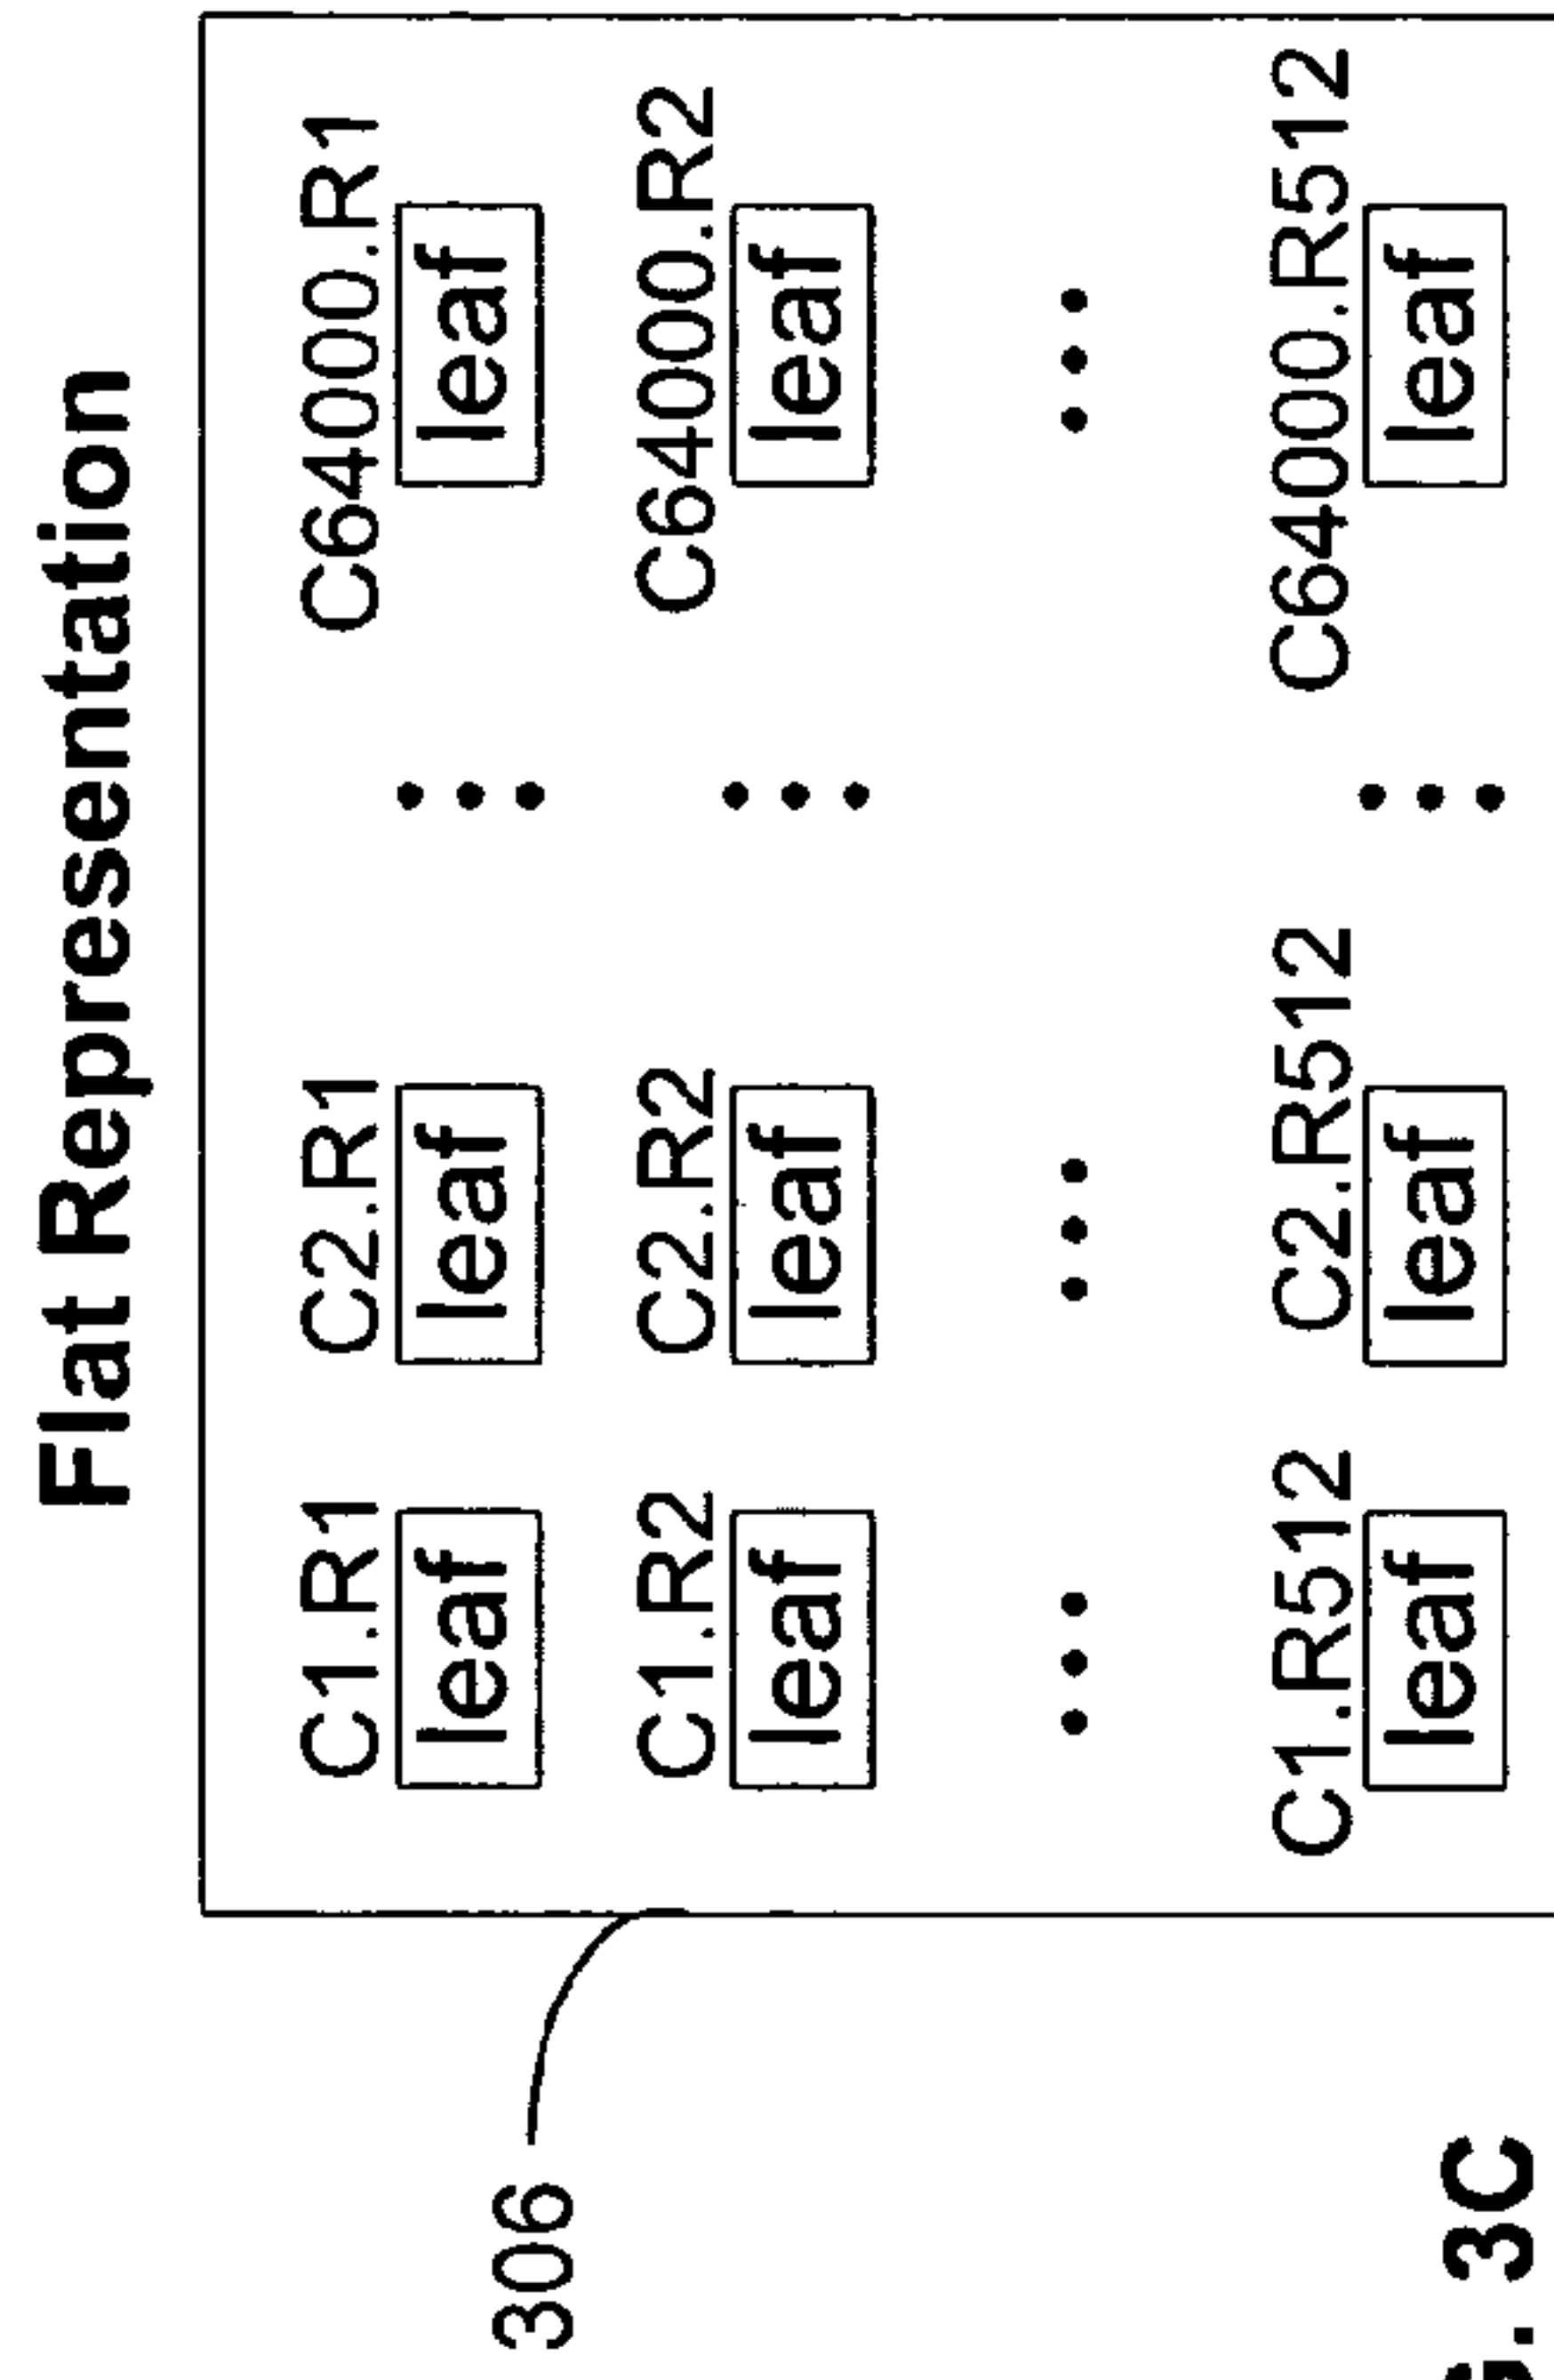 Flat Representation
C1.R1 C2.R1 C64000.R1
leaf leaf leaf
C1.R2 C2.R2 C64000.R2
leaf leaf leaf
C1.R512 C2.R512 C64000.R512
leaf leaf leaf
306
3C